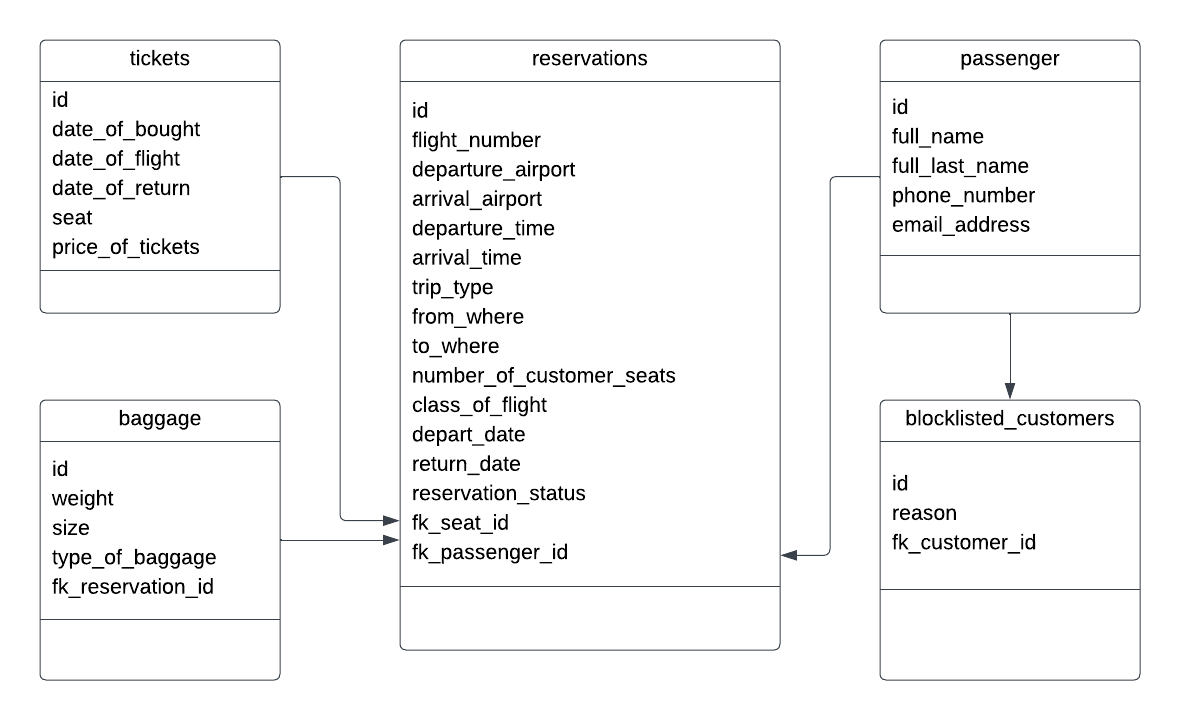 tickets
id
date_of_bought
date_of_flight
date_of_return
seat
price_of_tickets
reservations
id
flight_number
departure_airport
arrival_airport
departure_time
arrival_time
trip_type
from_where
to_where
number_of_customer_seats
class_of_flight
depart_date
return_date
reservation_status
fk_seat_id
fk_passenger_id
passenger
id
full_name
full_last_name
phone_number
email_address
baggage
id
weight
size
type_of_baggage
fk_reservation_id
blocklisted_customers
id
reason
fk_customer_id